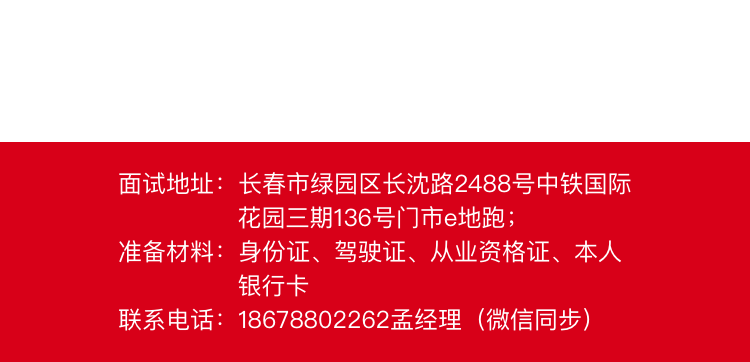 面试地址：长春市绿园区长沈路2488号中铁国际
花园三期136号门市e地跑；
准备材料：身份证、驾驶证、从业资格证、本人
银行卡
联系电话：18678802262孟经理（微信同步）